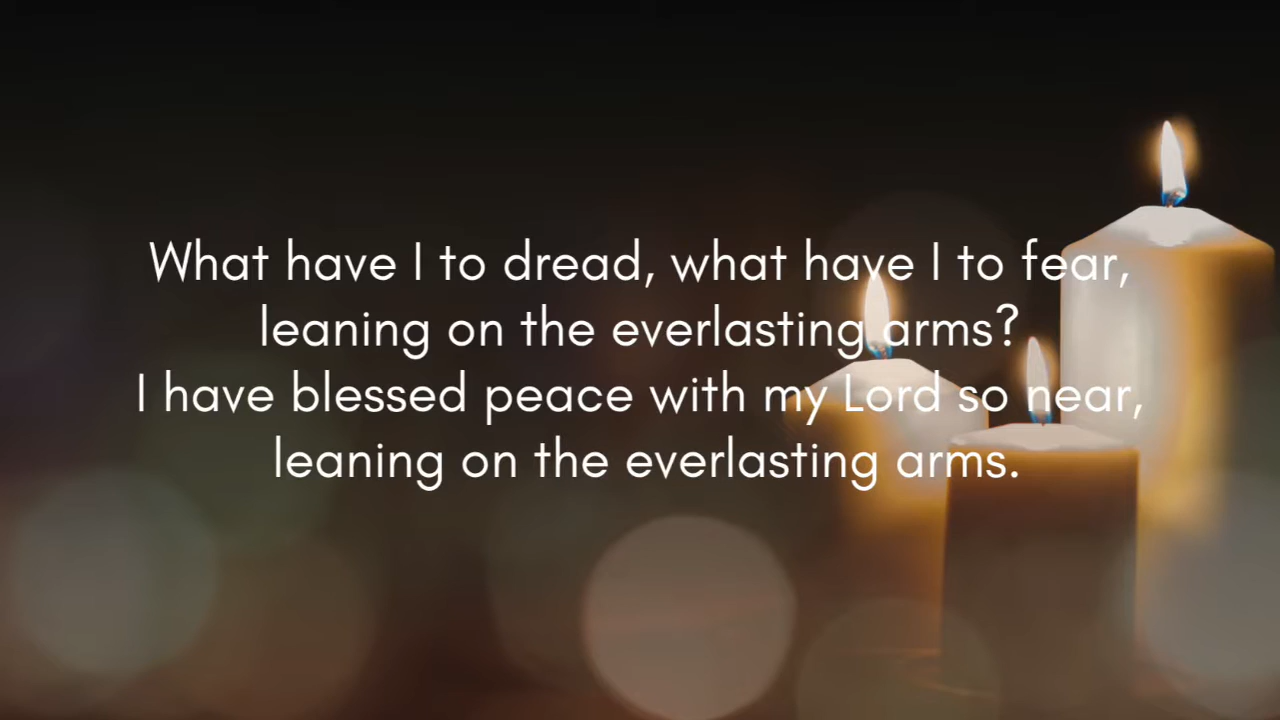 What have I to dread, what have I to fear,
leaning on the everlasting arms?
I have blessed peace with my Lord so near,
leaning on the everlasting arms.